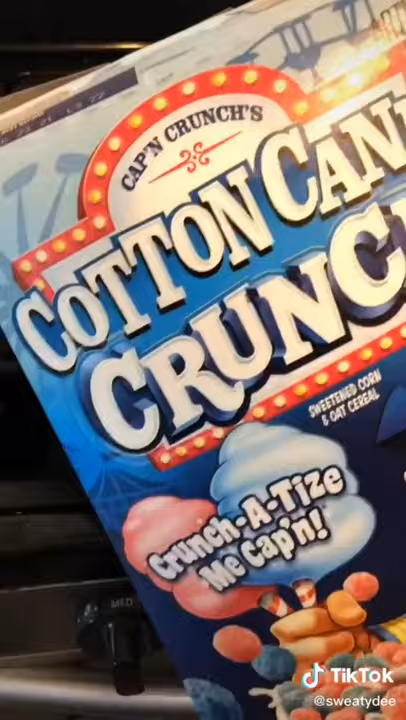 CAP'N CRUNCH'S
COTTON CAN
CRUNC
SWEETENED CORN
& OAT CEREAL
Crunch-A-Tize
Me Cap'n!
MED
TikTok
@sweatydee